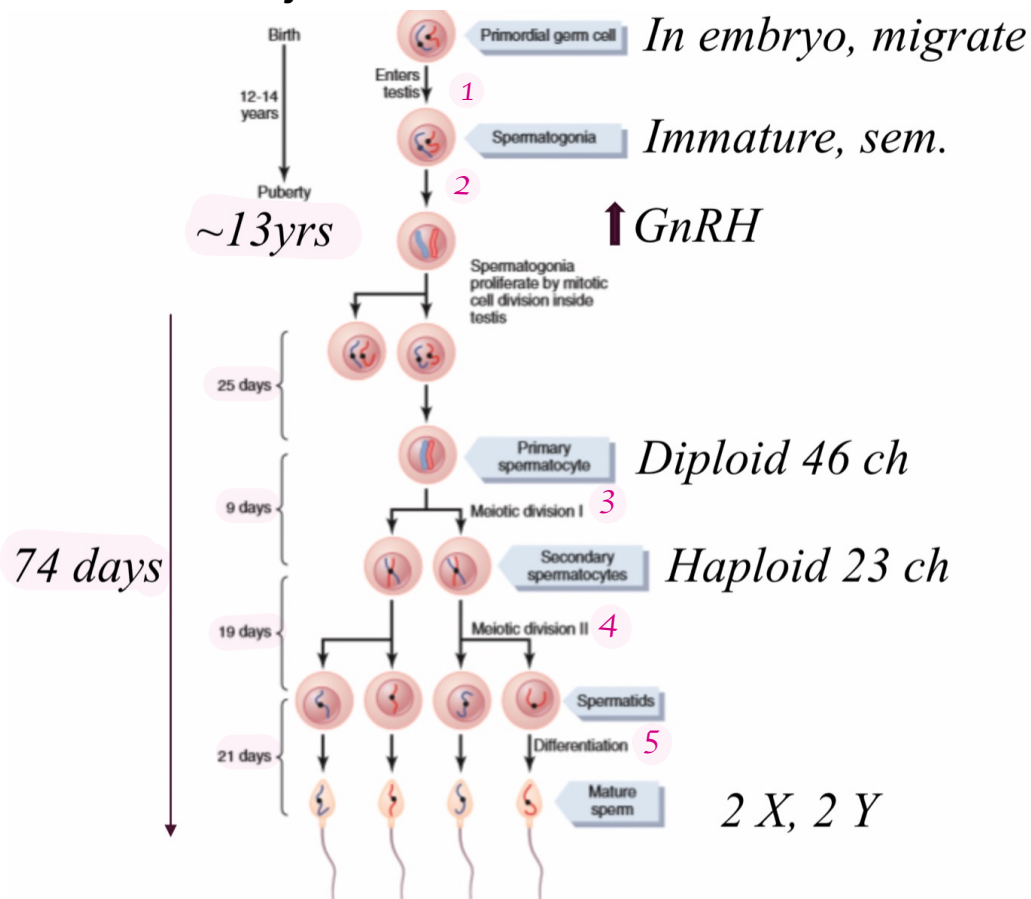 Birth
Primordial germ cell
In embryo, migrate
Enters
testis
1
12-14
years
Spermatogonia
Immature, sem.
2
Puberty
~13yrs
GnRH
Spermatogonia
proliferate by mitotic
cell division inside
testis
25 days
Primary
spermatocyte
Diploid 46 ch
9 days
Meiotic division I
3
74 days
Secondary
spermatocytes
Haploid 23 ch
19 days
Meiotic division II
4
Spermatids
21 days
Differentiation
5
Mature
sperm
2 X, 2 Y